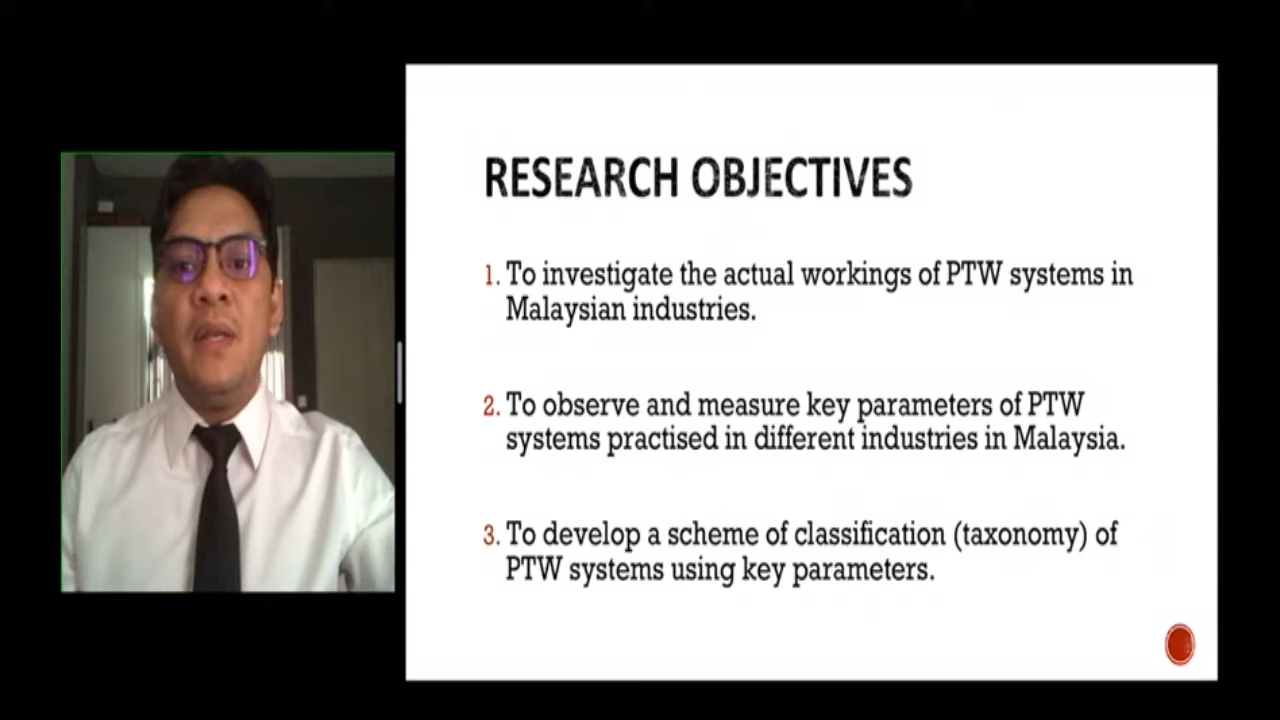 RESEARCH OBJECTIVES
1. To investigate the actual workings of PTW systems in
Malaysian industries.
2. To observe and measure key parameters of PTW
systems practised in different industries in Malaysia.
3. To develop a scheme of classification (taxonomy) of
PTW systems using key parameters.